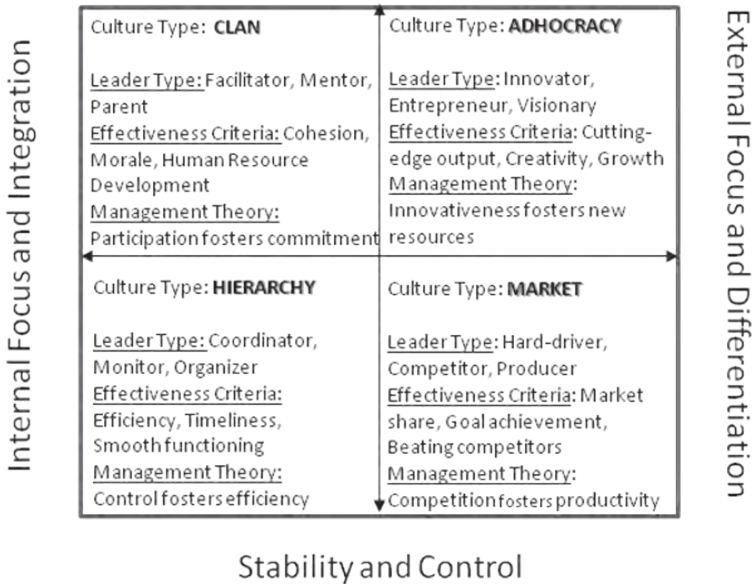 Internal Focus and Integration
Culture Type: CLAN
Leader Type: Facilitator, Mentor,
Parent
Effectiveness Criteria: Cohesion,
Morale, Human Resource
Development
Management Theory:
Participation fosters commitment
Culture Type: ADHOCRACY
Leader Type: Innovator,
Entrepreneur, Visionary
Effectiveness Criteria: Cutting-
edge output, Creativity, Growth
Management Theory:
Innovativeness fosters new
resources
Culture Type: HIERARCHY
Leader Type: Coordinator,
Monitor, Organizer
Effectiveness Criteria:
Efficiency, Timeliness,
Smooth functioning
Management Theory:
Control fosters efficiency
Culture Type: MARKET
Leader Type: Hard-driver,
Competitor, Producer
Effectiveness Criteria: Market
share, Goal achievement,
Beating competitors
Management Theory:
Competition fosters productivity
External Focus and Differentiation
Stability and Control